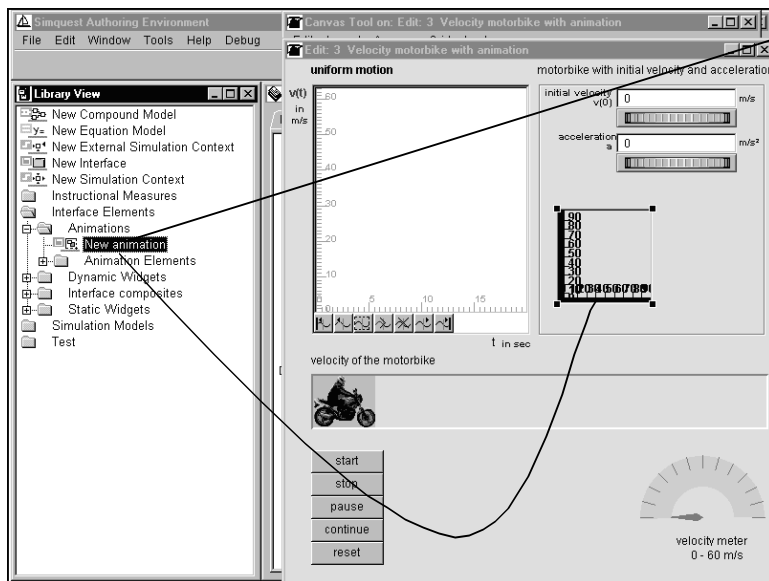 Simquest Authoring Environment
File Edit Window Tools Help Debug
Library View
New Compound Model
y= New Equation Model
New External Simulation Context
New Interface
New Simulation Context
Instructional Measures
Interface Elements
Animations
New animation
Animation Elements
Dynamic Widgets
Interface composites
Static Widgets
Simulation Models
Test
Canvas Tool on: Edit: 3 Velocity motorbike with animation
Edit: 3 Velocity motorbike with animation
uniform motion
motorbike with initial velocity and acceleration
v(t)
in
m/s
60
50
40
30
20
10
0
0 5 10 15
t in sec
initial velocity
v(0)
0
m/s
acceleration
a
0
m/s²
90
80
70
60
50
40
30
20
10
velocity of the motorbike
start
stop
pause
continue
reset
velocity meter
0 - 60 m/s